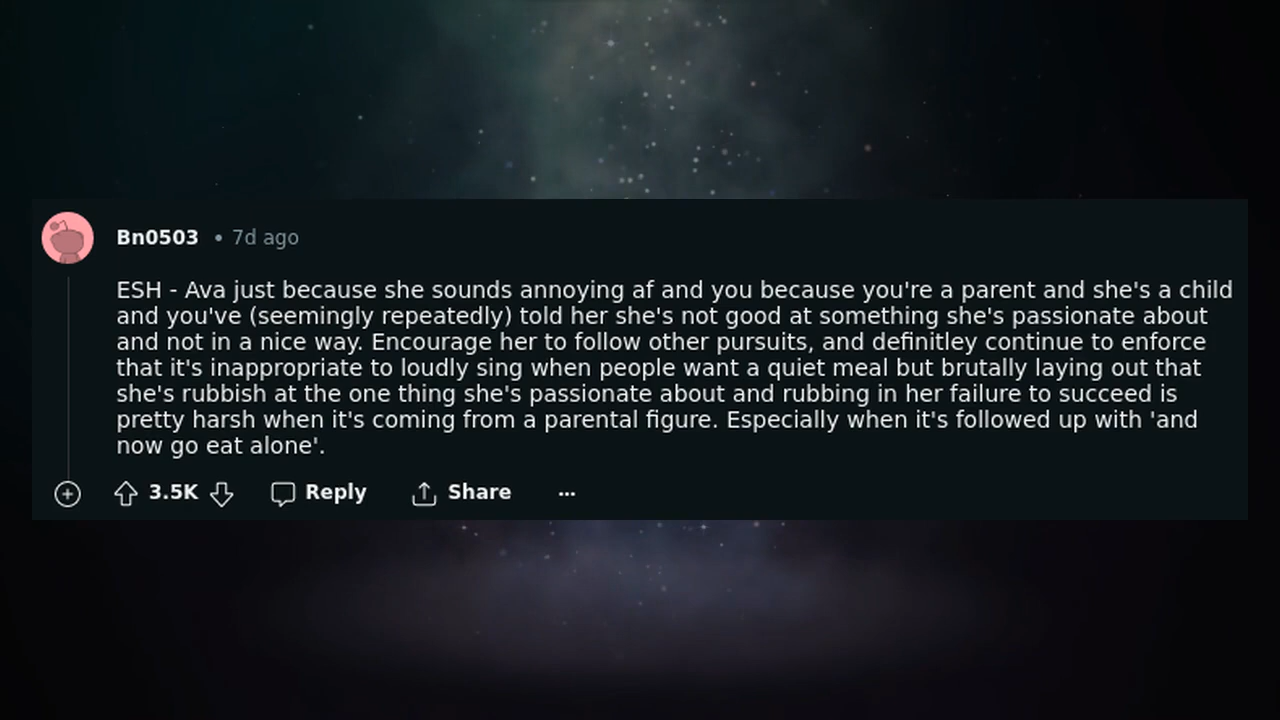 Bn0503 • 7d ago
ESH - Ava just because she sounds annoying af and you because you're a parent and she's a child
and you've (seemingly repeatedly) told her she's not good at something she's passionate about
and not in a nice way. Encourage her to follow other pursuits, and definitley continue to enforce
that it's inappropriate to loudly sing when people want a quiet meal but brutally laying out that
she's rubbish at the one thing she's passionate about and rubbing in her failure to succeed is
pretty harsh when it's coming from a parental figure. Especially when it's followed up with 'and
now go eat alone'.
3.5K Reply Share ...